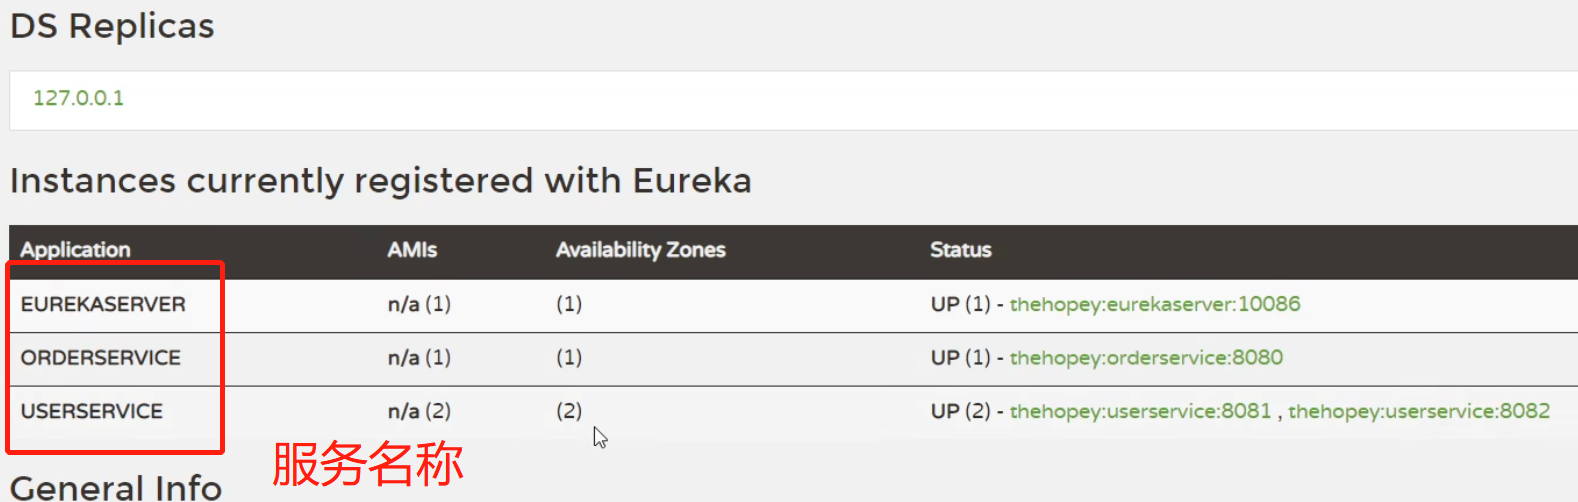 DS Replicas
127.0.0.1
Instances currently registered with Eureka
Application AMIs Availability Zones Status
EUREKASERVER n/a (1) (1) UP (1) - thehopey:eurekaserver:10086
ORDERSERVICE n/a (1) (1) UP (1) - thehopey:orderservice:8080
USERSERVICE n/a (2) (2) UP (2) - thehopey:userservice:8081 , thehopey:userservice:8082
服务名称
General Info